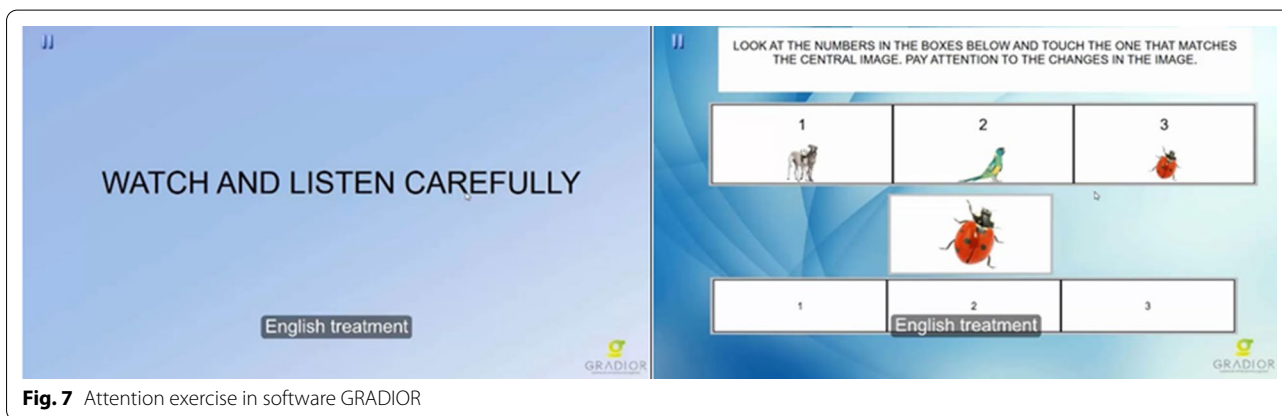 WATCH AND LISTEN CAREFULLY
English treatment
GRADIOR
LOOK AT THE NUMBERS IN THE BOXES BELOW AND TOUCH THE ONE THAT MATCHES
THE CENTRAL IMAGE. PAY ATTENTION TO THE CHANGES IN THE IMAGE.
1 2 3
1 2 3
English treatment
GRADIOR
Fig. 7 Attention exercise in software GRADIOR